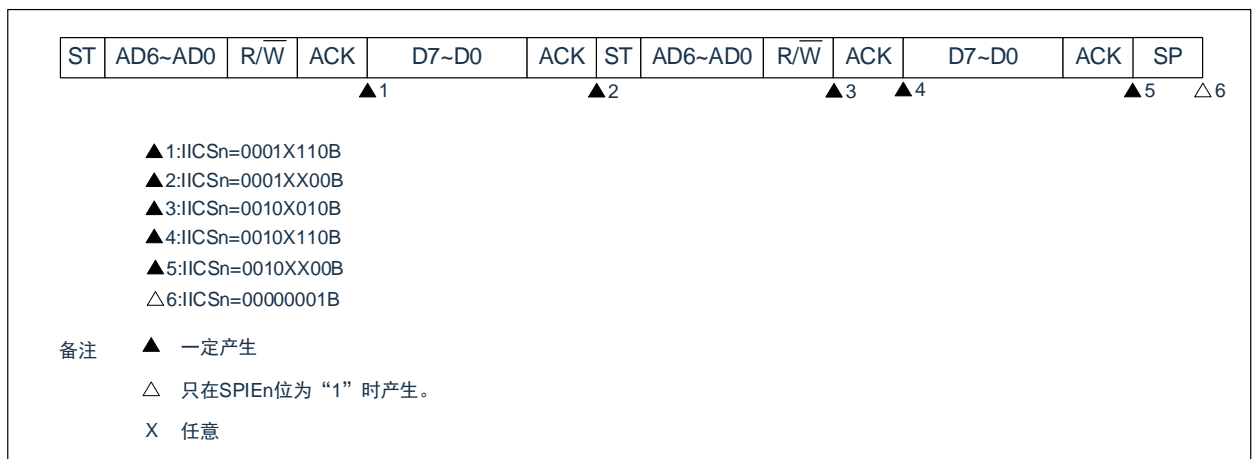 ST AD6~AD0 R/W̅ ACK D7~D0 ACK ST AD6~AD0 R/W̅ ACK D7~D0 ACK SP
▲1 ▲2 ▲3 ▲4 ▲5 △6
▲1:IICSn=0001X110B
▲2:IICSn=0001XX00B
▲3:IICSn=0010X010B
▲4:IICSn=0010X110B
▲5:IICSn=0010XX00B
△6:IICSn=00000001B
备注 ▲ 一定产生
△ 只在SPIEn位为“1”时产生。
X 任意